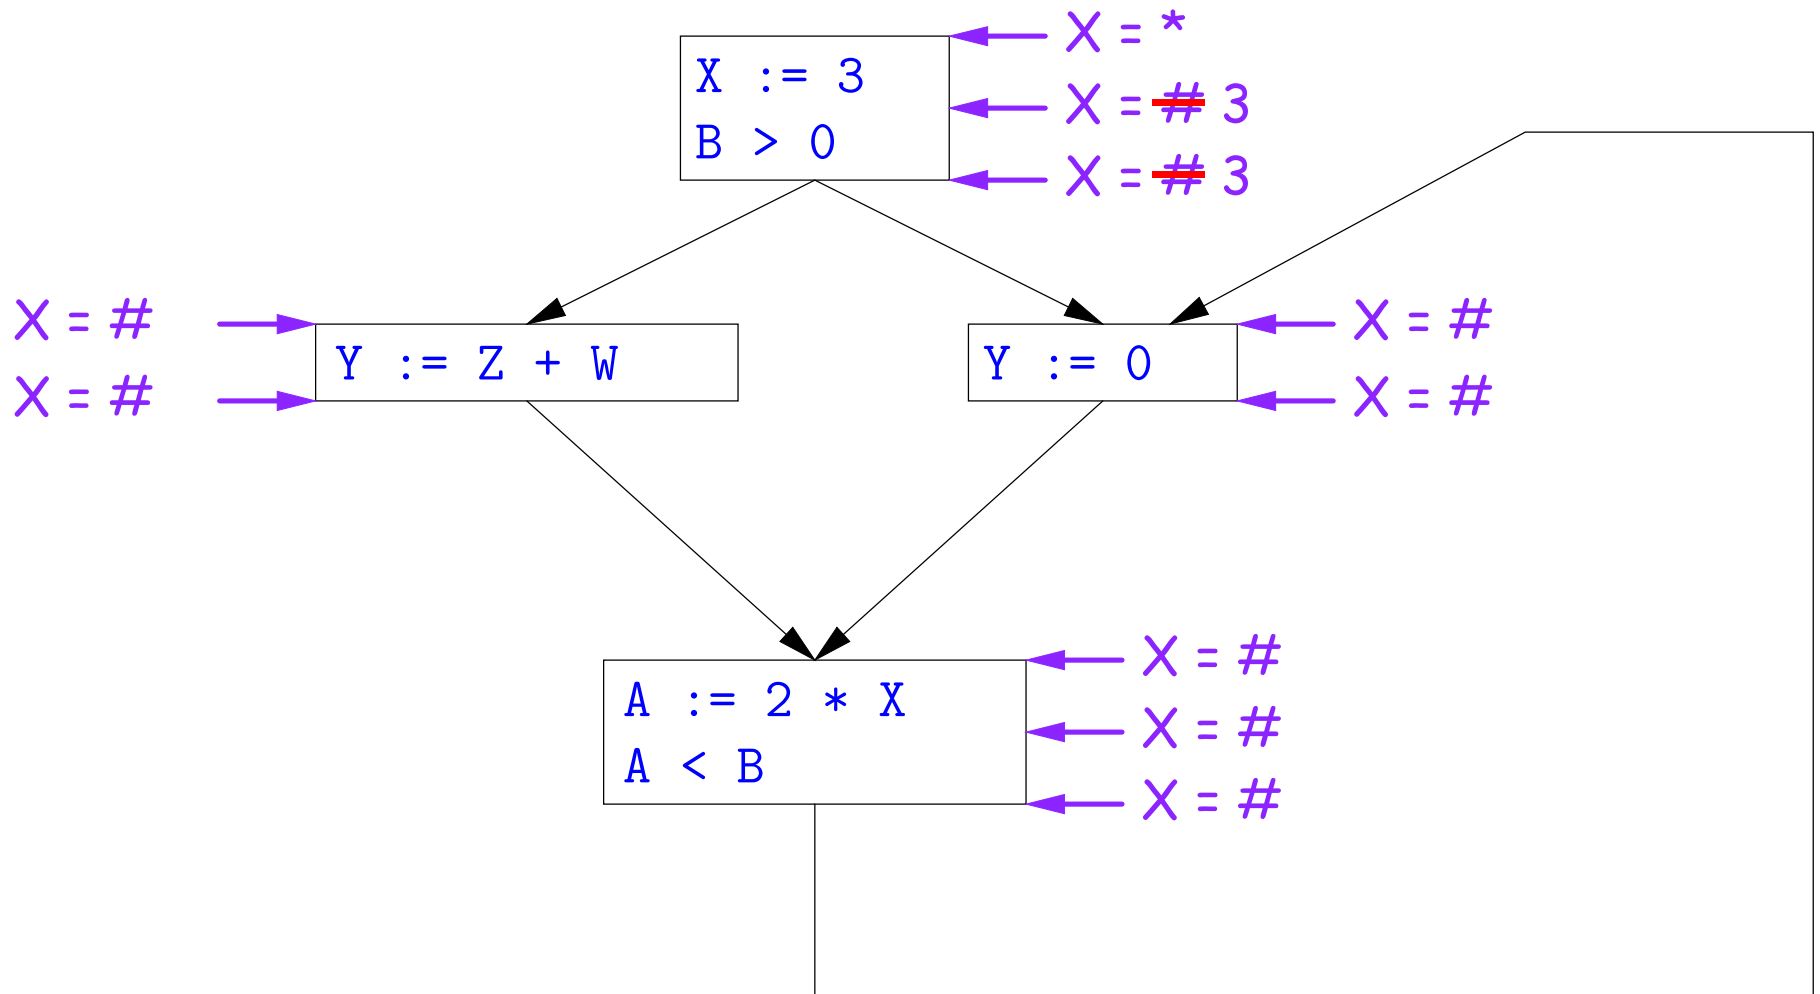 X = *
X := 3
X = # 3
B > 0
X = # 3
X = #
Y := Z + W
X = #
Y := 0
X = #
X = #
X = #
A := 2 * X
X = #
A < B
X = #